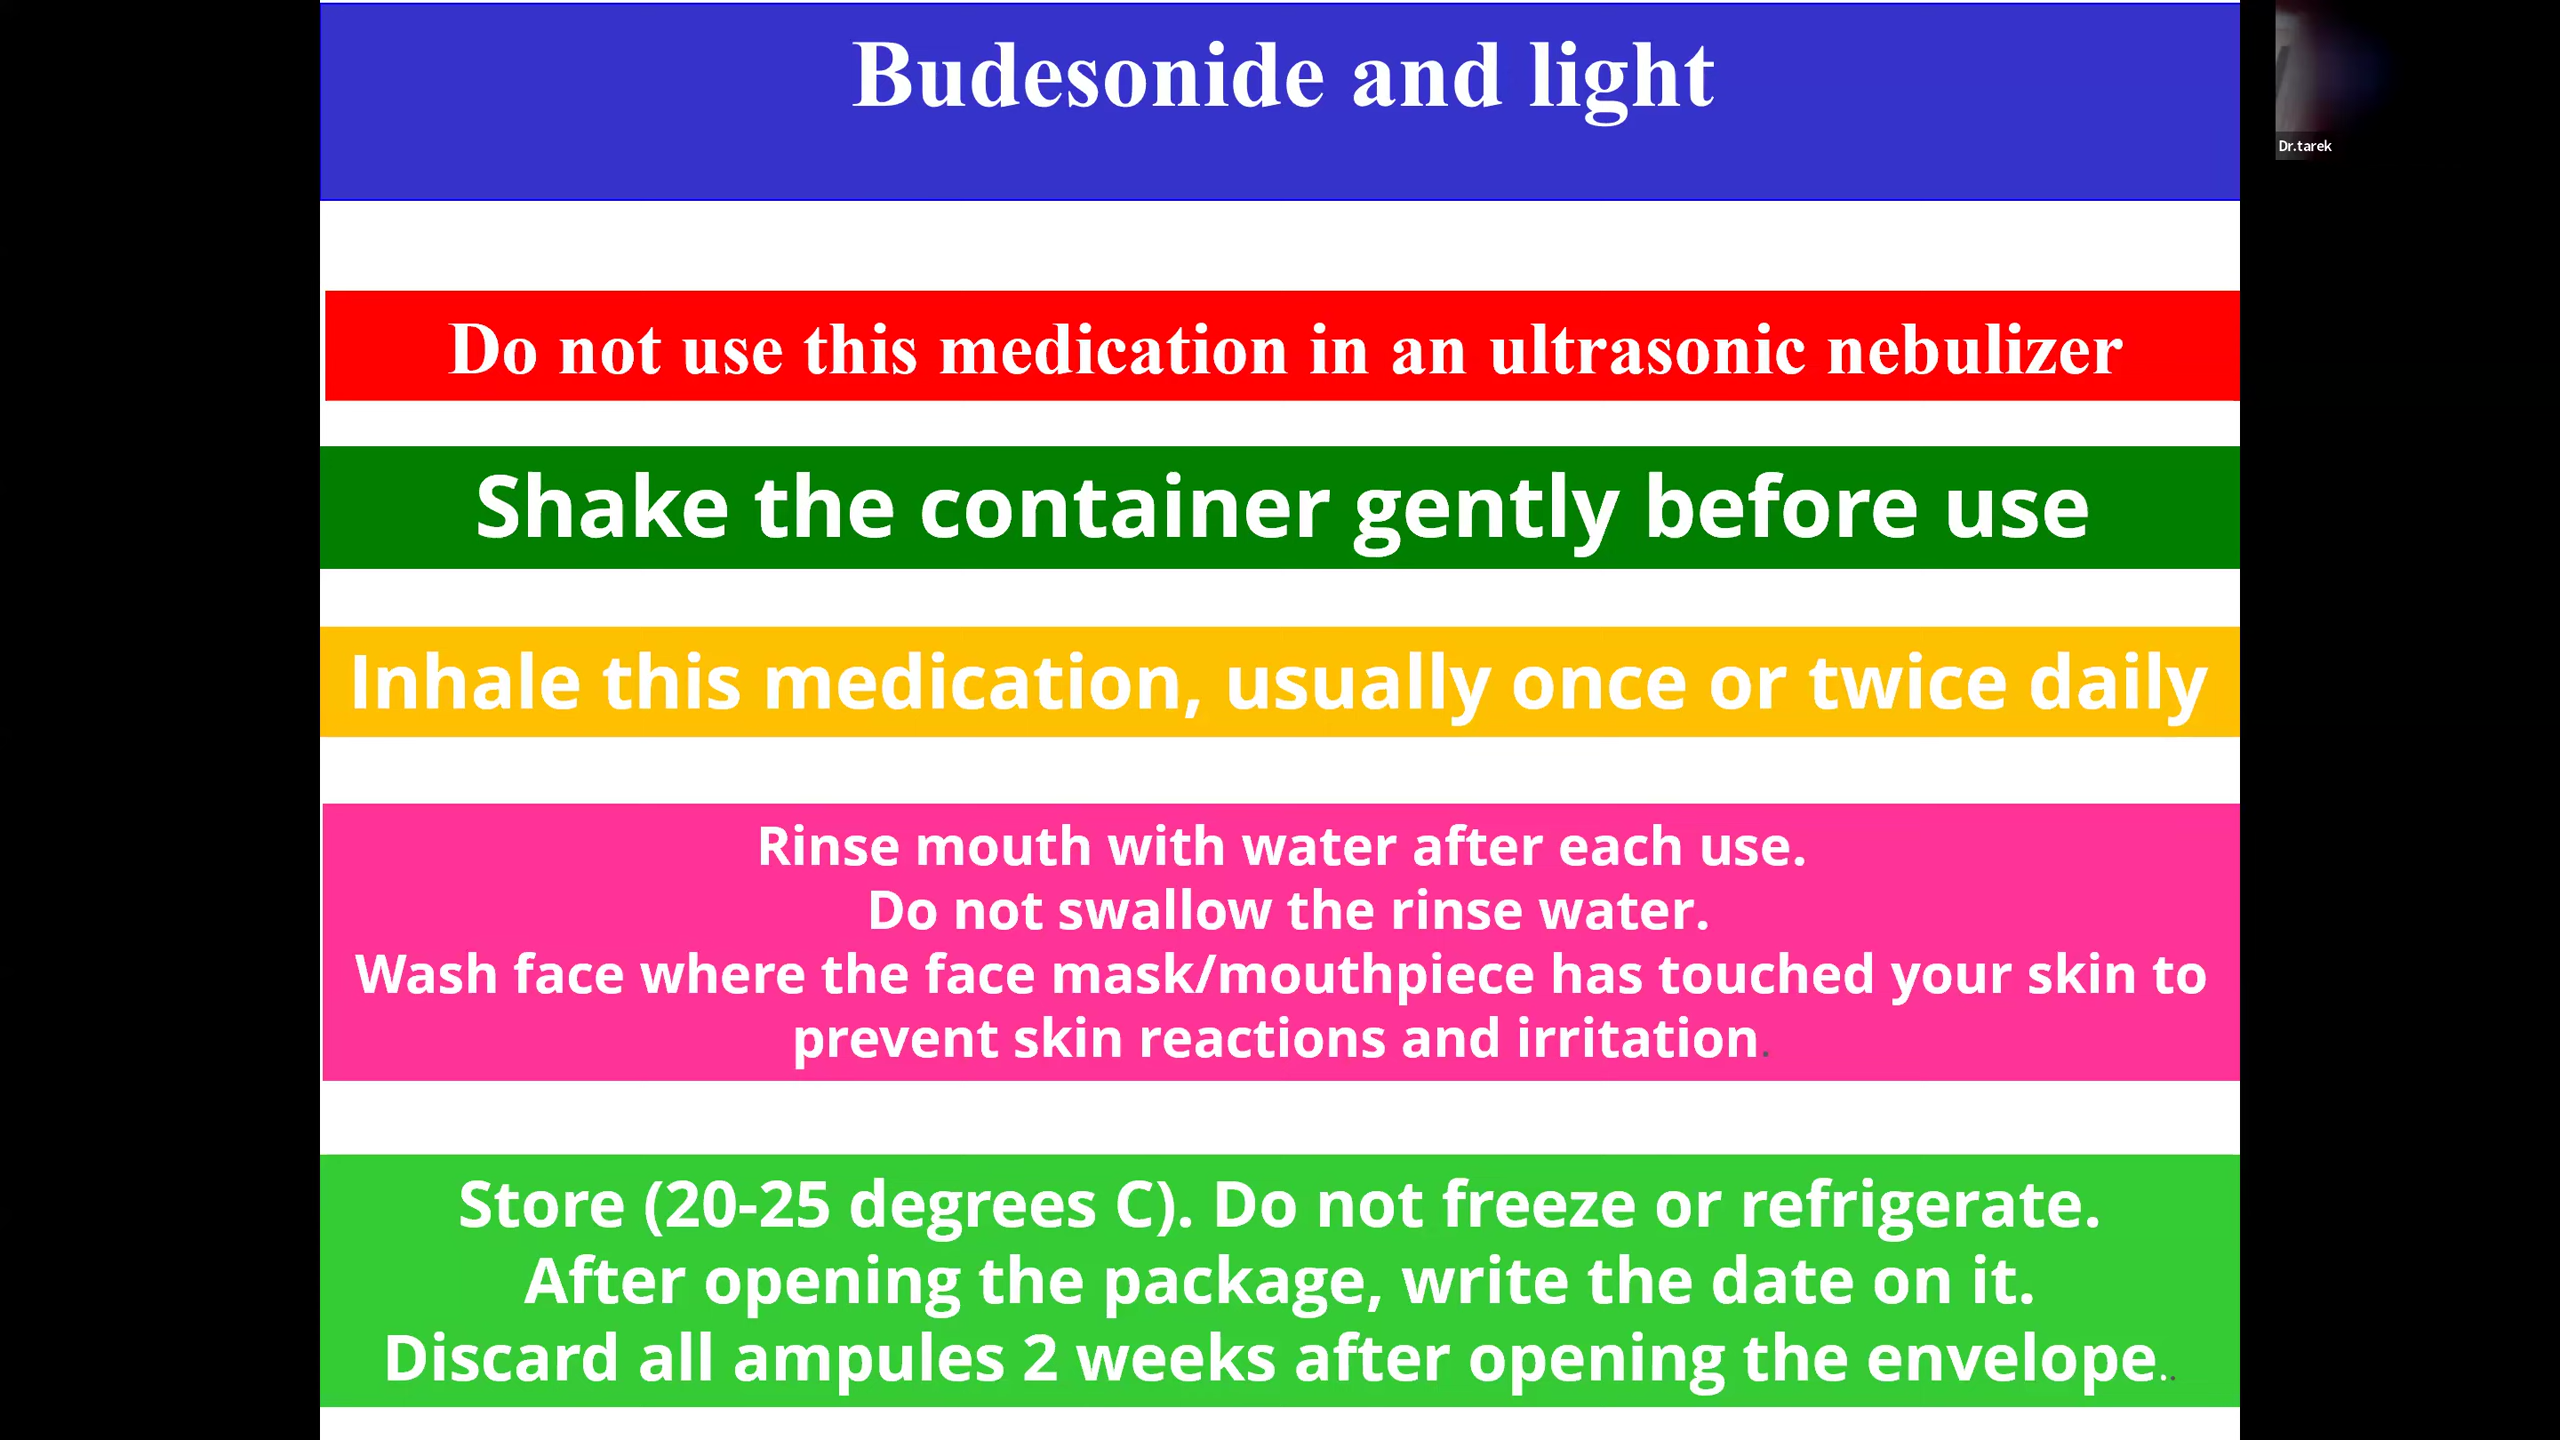 Budesonide and light
Dr.tarek
Do not use this medication in an ultrasonic nebulizer
Shake the container gently before use
Inhale this medication, usually once or twice daily
Rinse mouth with water after each use.
Do not swallow the rinse water.
Wash face where the face mask/mouthpiece has touched your skin to
prevent skin reactions and irritation.
Store (20-25 degrees C). Do not freeze or refrigerate.
After opening the package, write the date on it.
Discard all ampules 2 weeks after opening the envelope..